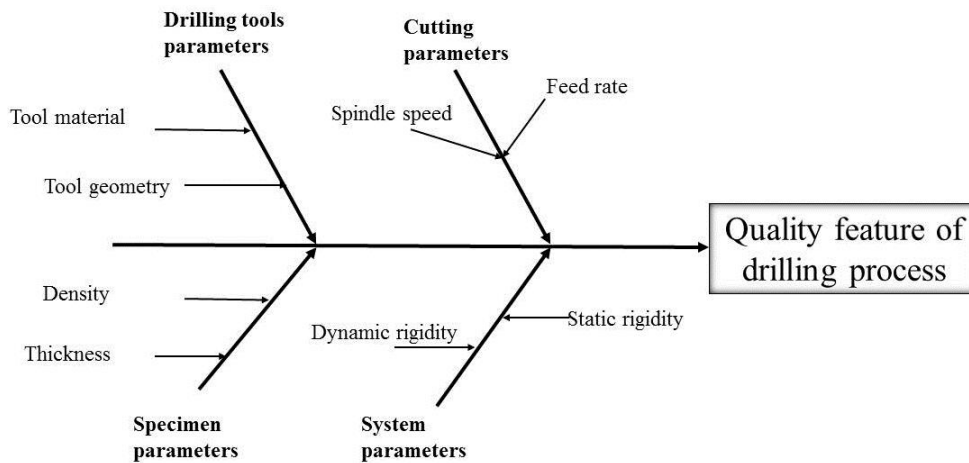 Drilling tools
parameters
Cutting
parameters
Tool material
Spindle speed
Feed rate
Tool geometry
Quality feature of
drilling process
Density
Thickness
Dynamic rigidity
Static rigidity
Specimen
parameters
System
parameters